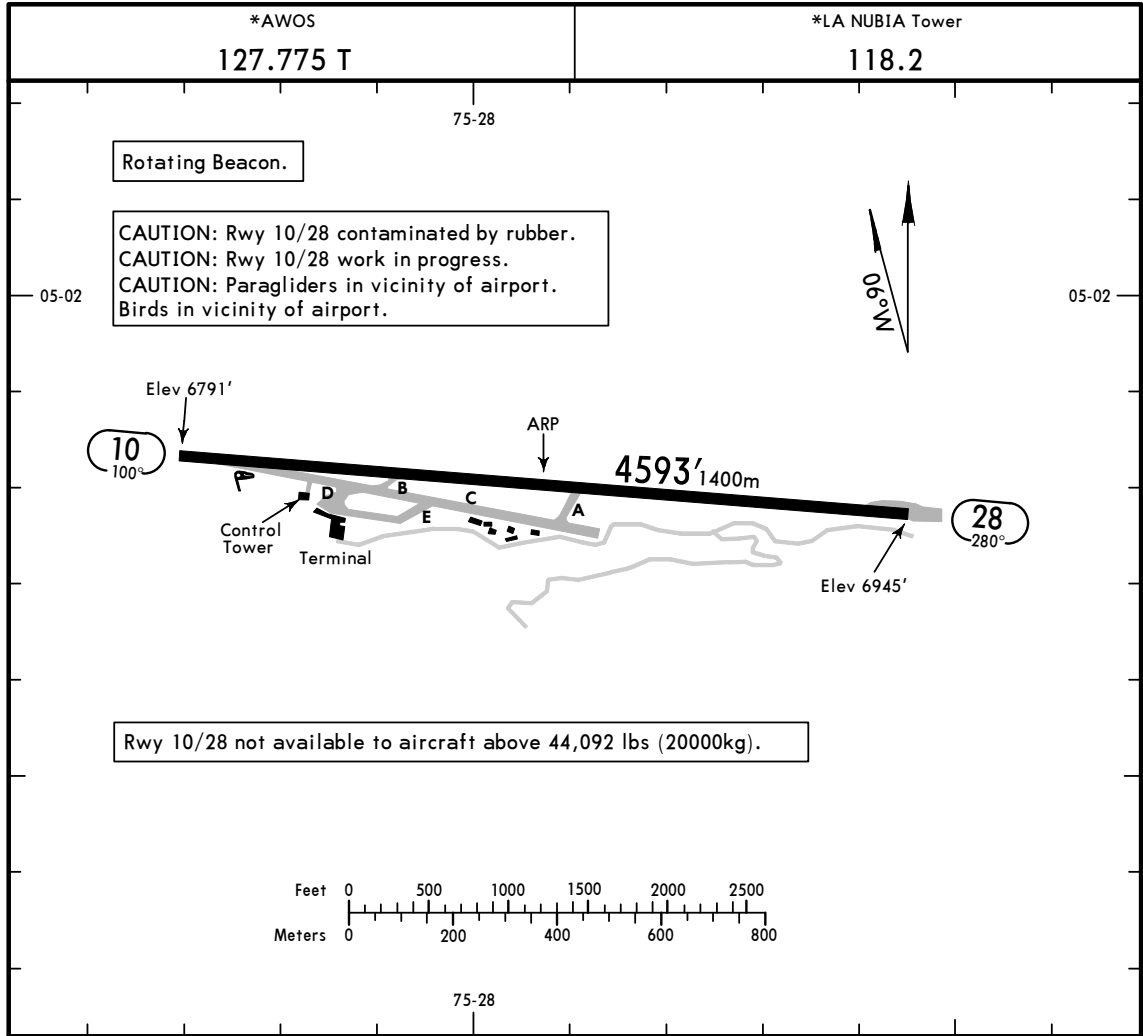 *AWOS
127.775 T
*LA NUBIA Tower
118.2
75-28
Rotating Beacon.
CAUTION: Rwy 10/28 contaminated by rubber.
CAUTION: Rwy 10/28 work in progress.
CAUTION: Paragliders in vicinity of airport.
Birds in vicinity of airport.
06°W
05-02
05-02
Elev 6791'
ARP
10
100°
4593' 1400m
B
D
C
A
E
28
280°
Control
Tower
Terminal
Elev 6945'
Rwy 10/28 not available to aircraft above 44,092 lbs (20000kg).
Feet 0 500 1000 1500 2000 2500
Meters 0 200 400 600 800
75-28